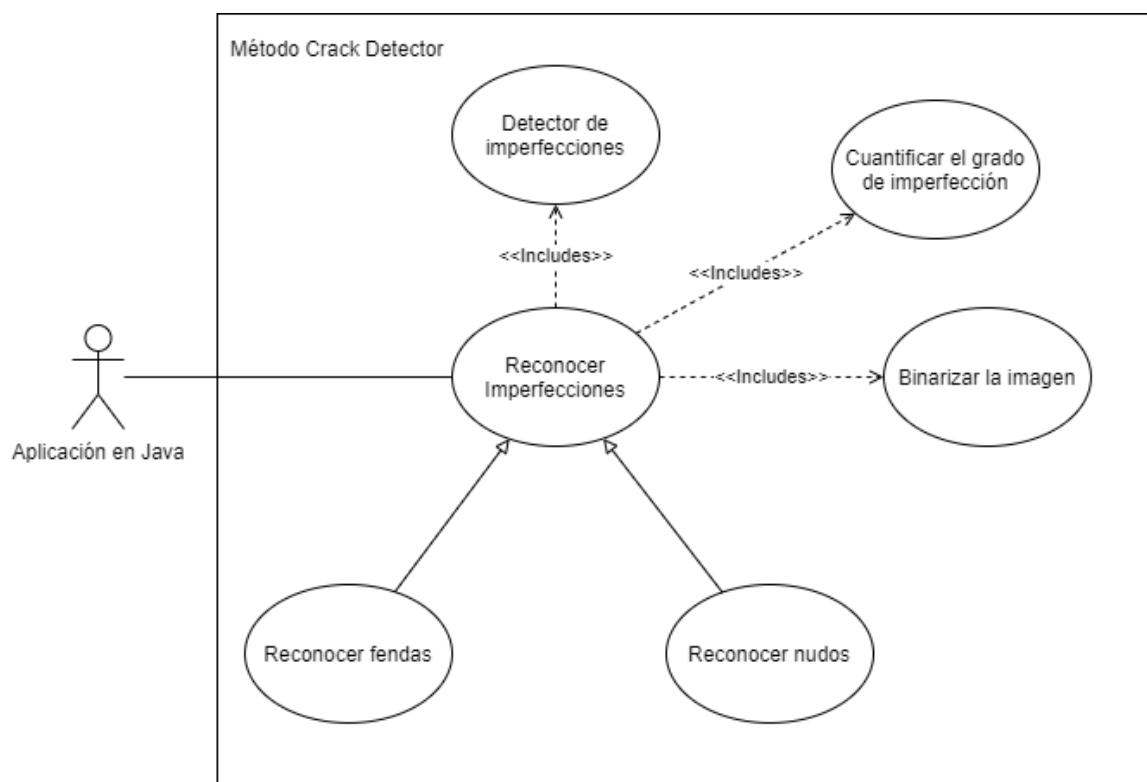 Método Crack Detector
Detector de
imperfecciones
Cuantificar el grado
de imperfección
<<Includes>>
<<Includes>>
Reconocer
Imperfecciones
<<Includes>>
Binarizar la imagen
Aplicación en Java
Reconocer fendas
Reconocer nudos